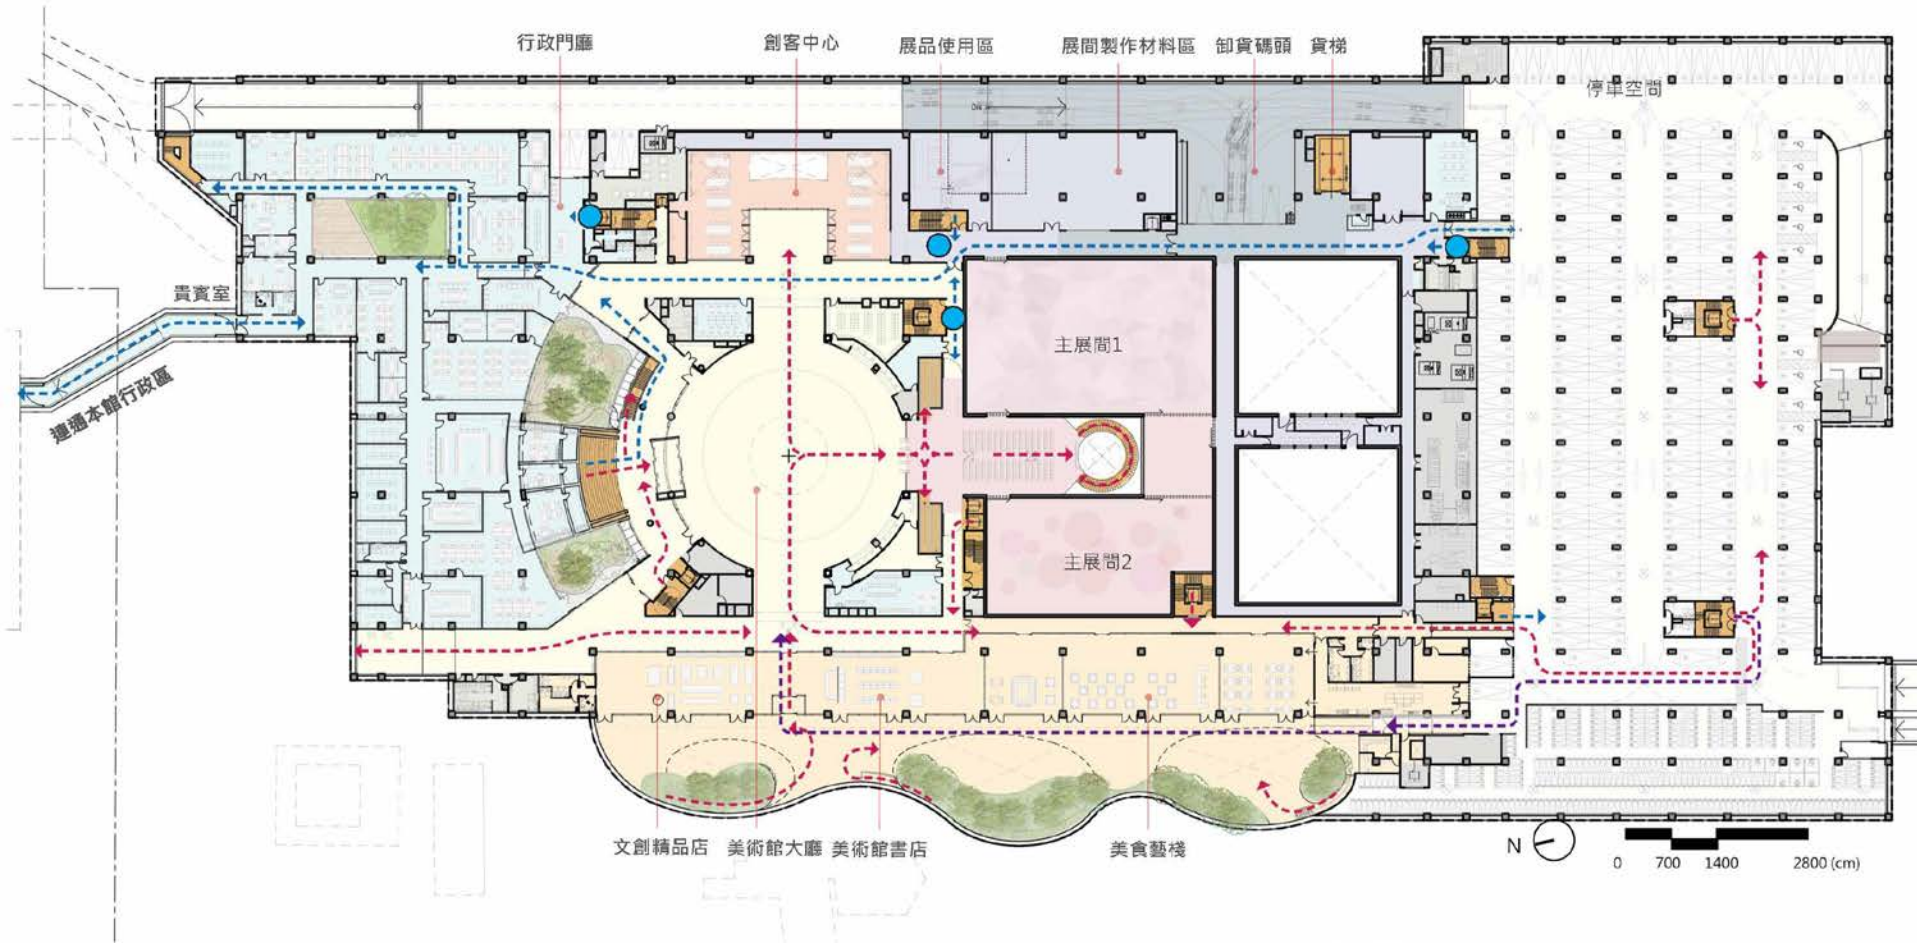 行政門廳
創客中心
展品使用區
展間製作材料區
卸貨碼頭
貨梯
停車空間
貴賓室
連通本館行政區
主展間1
主展間2
文創精品店
美術館大廳
美術館書店
美食藝棧
N
0 700 1400 2800 (cm)